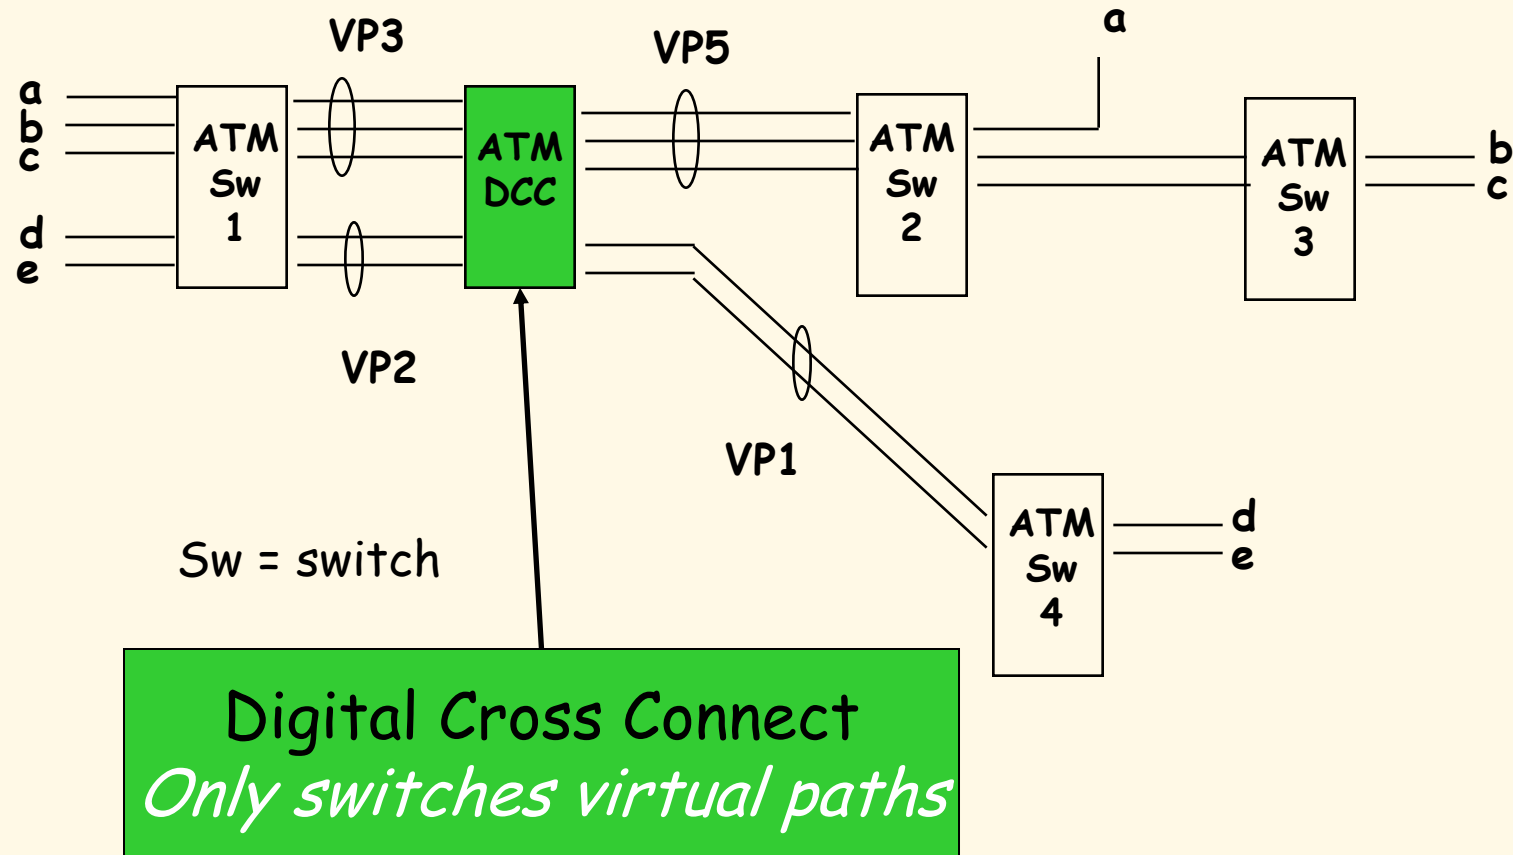 VP3
VP5
a
a
b
c
d
e
ATM
Sw
1
ATM
DCC
ATM
Sw
2
ATM
Sw
3
b
c
VP2
VP1
ATM
Sw
4
d
e
Sw = switch
Digital Cross Connect
Only switches virtual paths